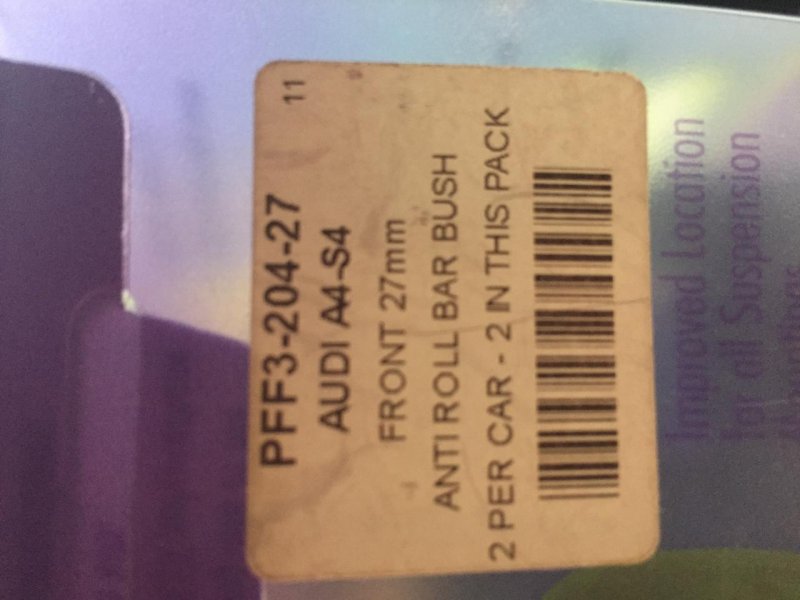 11
PFF3-204-27
AUDI A4-S4
FRONT 27mm
ANTI ROLL BAR BUSH
2 PER CAR - 2 IN THIS PACK
Improved Location
for all Suspension